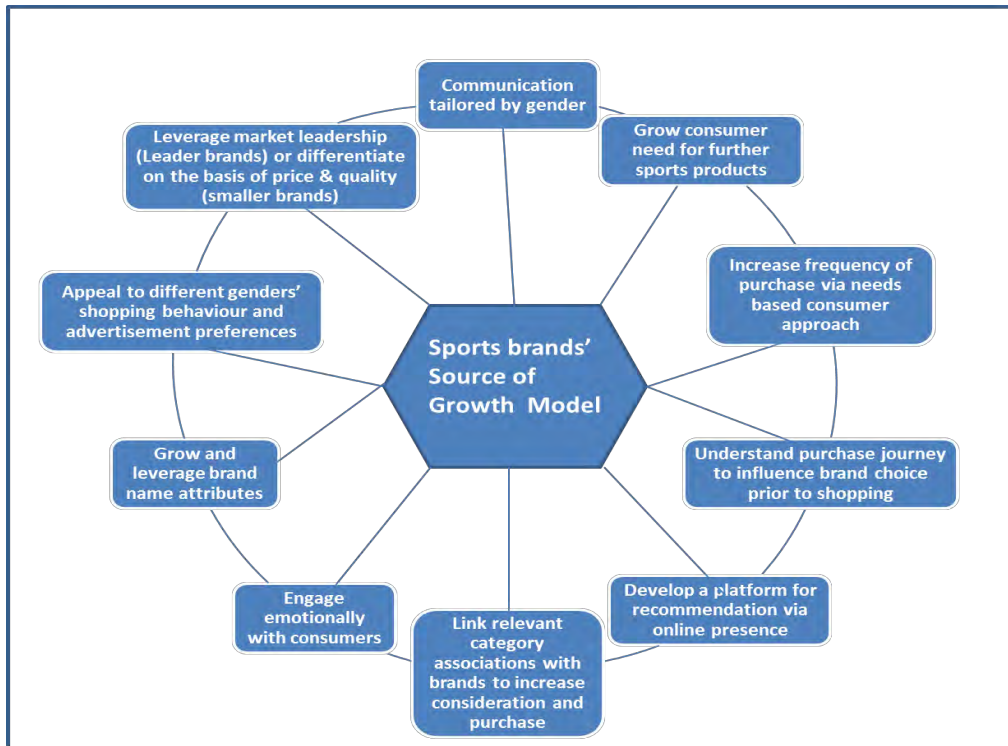 Communication
tailored by gender
Grow consumer
need for further
sports products
Increase frequency of
purchase via needs
based consumer
approach
Understand purchase journey
to influence brand choice
prior to shopping
Develop a platform for
recommendation via
online presence
Link relevant
category
associations with
brands to increase
consideration and
purchase
Engage
emotionally
with consumers
Grow and
leverage brand
name attributes
Appeal to different genders’
shopping behaviour and
advertisement preferences
Leverage market leadership
(Leader brands) or differentiate
on the basis of price & quality
(smaller brands)
Sports brands’
Source of
Growth Model